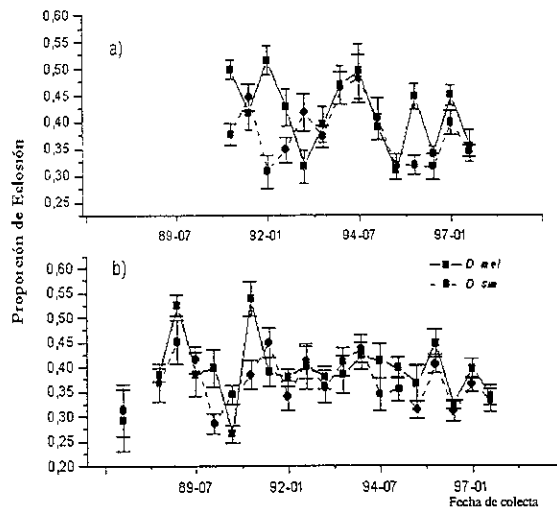 Proporción de Eclosión
a)
0,60
0,55
0,50
0,45
0,40
0,35
0,30
0,25
89-07 92-01 94-07 97-01
b)
D mel
D sim
0,60
0,55
0,50
0,45
0,40
0,35
0,30
0,25
0,20
89-07 92-01 94-07 97-01
Fecha de colecta